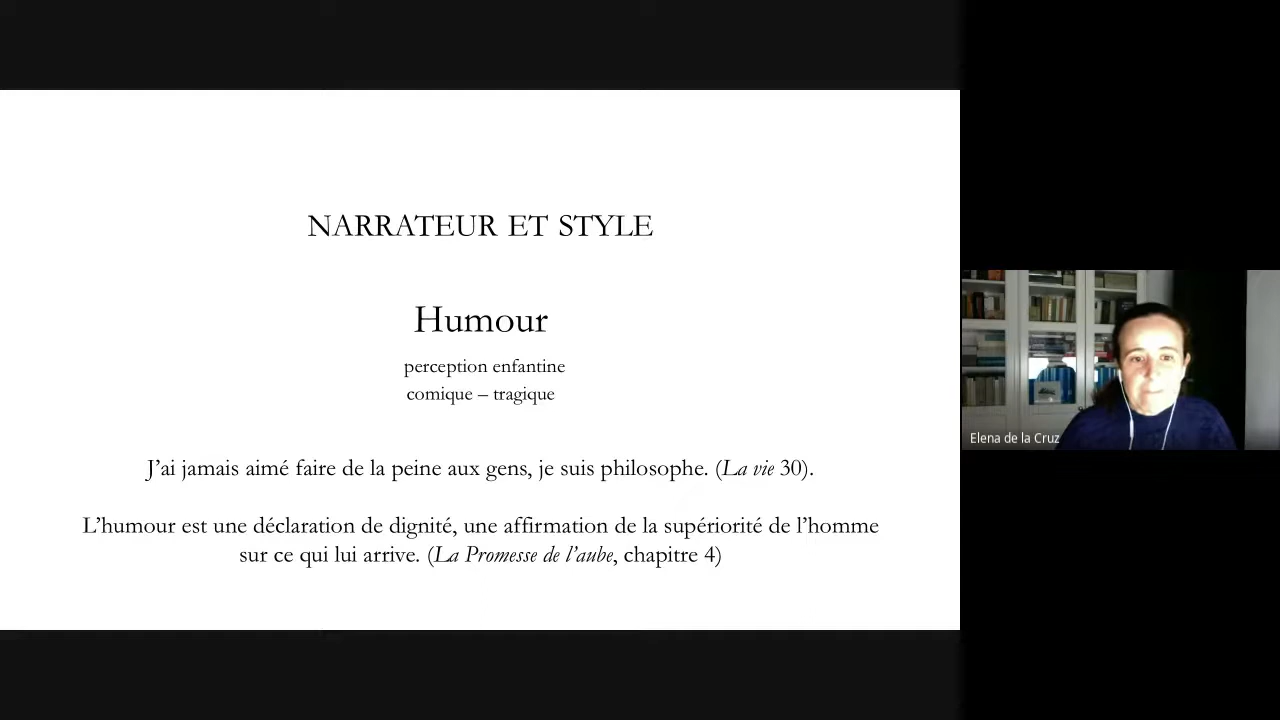 NARRATEUR ET STYLE
Humour
perception enfantine
comique – tragique
J’ai jamais aimé faire de la peine aux gens, je suis philosophe. (La vie 30).
L’humour est une déclaration de dignité, une affirmation de la supériorité de l’homme
sur ce qui lui arrive. (La Promesse de l’aube, chapitre 4)
Elena de la Cruz